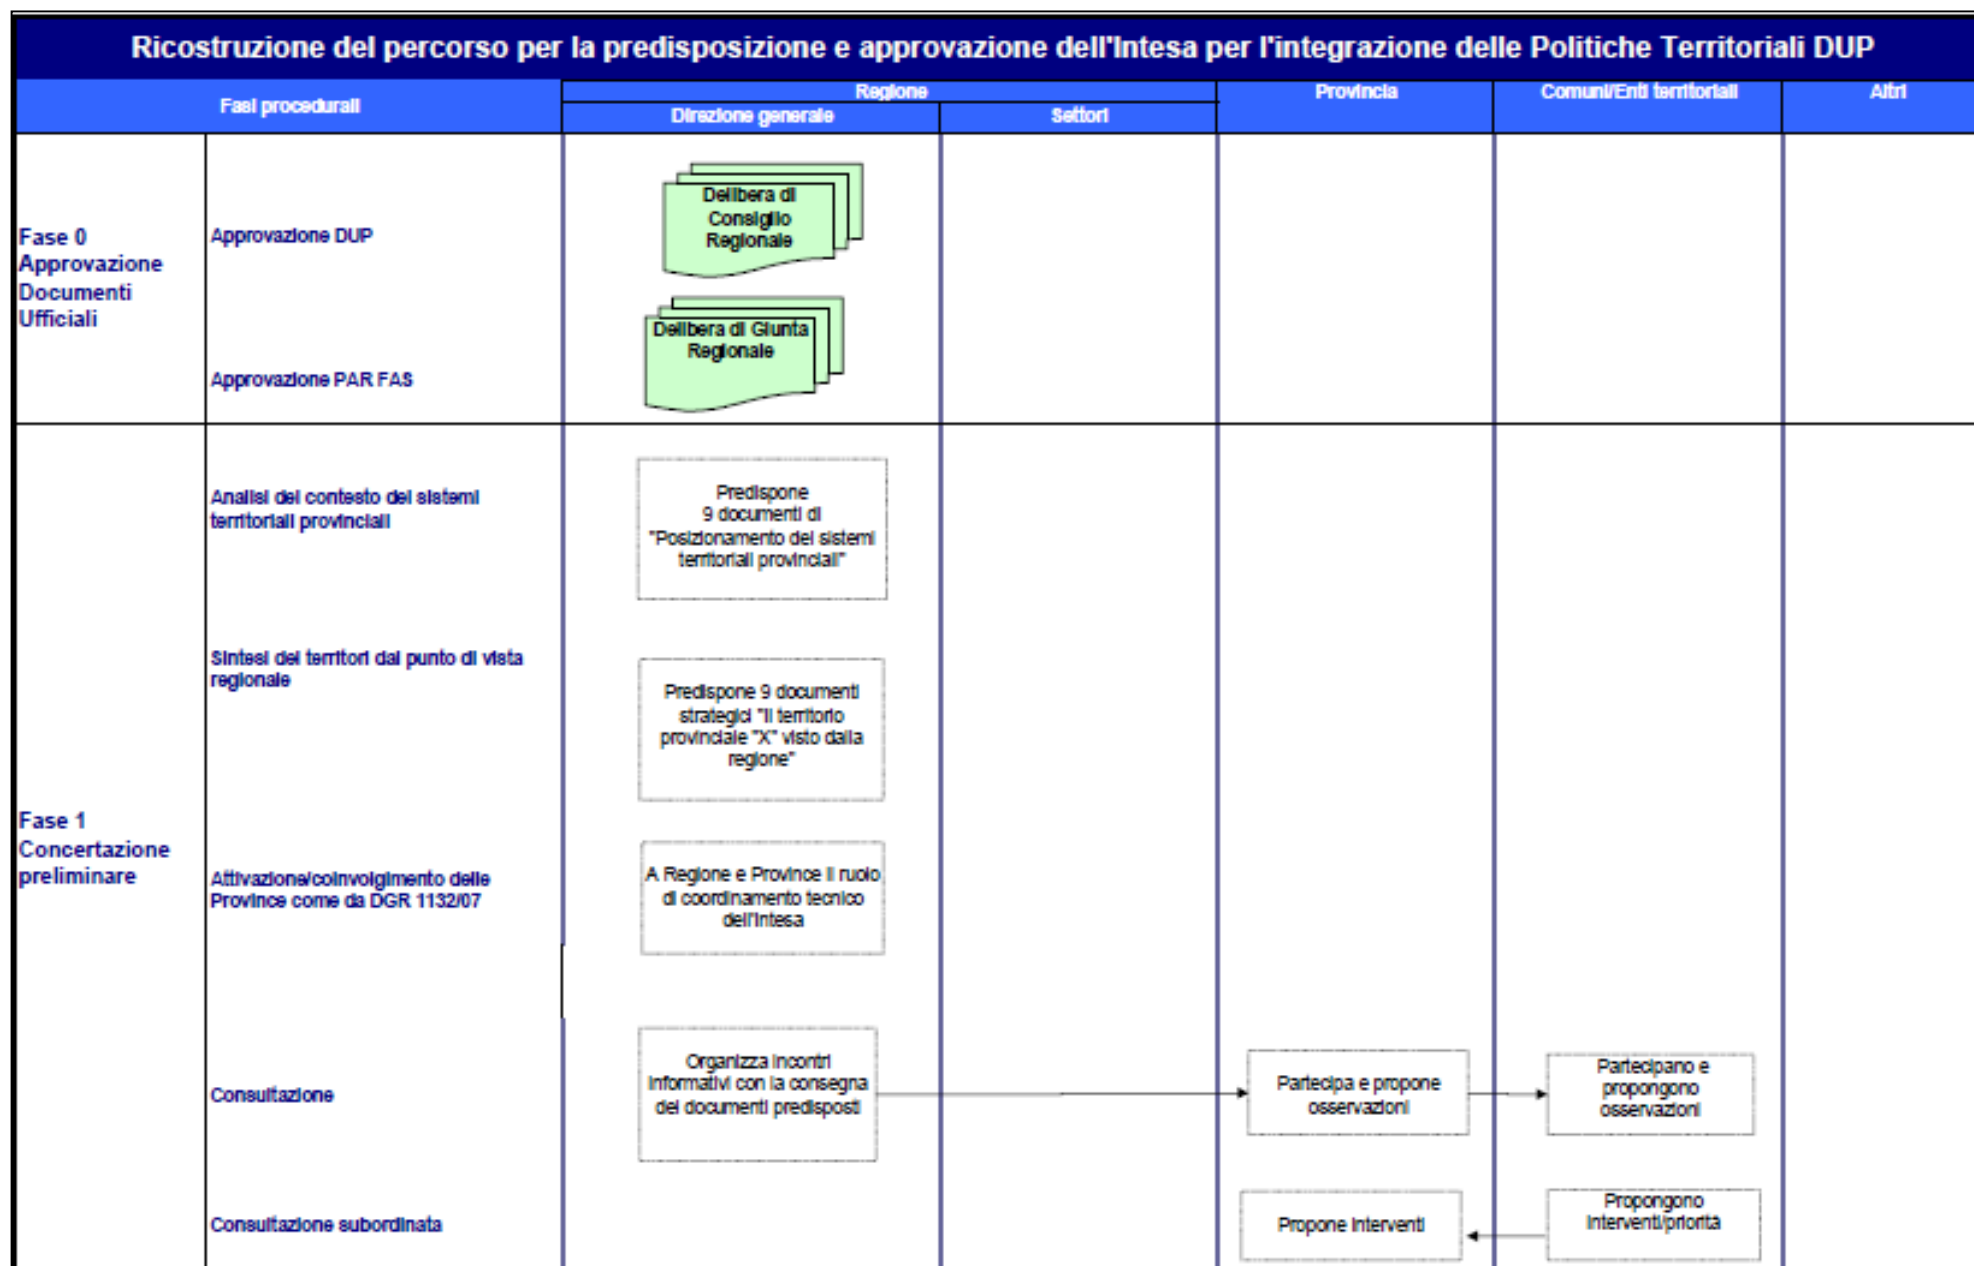 Ricostruzione del percorso per la predisposizione e approvazione dell'Intesa per l'integrazione delle Politiche Territoriali DUP
Fasi procedurali
Regione
Provincia
Comuni/Enti territoriali
Altri
Direzione generale
Settori
Fase 0
Approvazione
Documenti
Ufficiali
Approvazione DUP
Delibera di
Consiglio
Regionale
Approvazione PAR FAS
Delibera di Giunta
Regionale
Fase 1
Concertazione
preliminare
Analisi del contesto dei sistemi
territoriali provinciali
Predispone
9 documenti di
"Posizionamento dei sistemi
territoriali provinciali"
Sintesi dei territori dal punto di vista
regionale
Predispone 9 documenti
strategici "Il territorio
provinciale "X" visto dalla
regione"
Attivazione/coinvolgimento delle
Province come da DGR 1132/07
A Regione e Province il ruolo
di coordinamento tecnico
dell'Intesa
Consultazione
Organizza incontri
informativi con la consegna
dei documenti predisposti
Partecipa e propone
osservazioni
Partecipano e
propongono
osservazioni
Consultazione subordinata
Propone interventi
Propongono
interventi/priorità